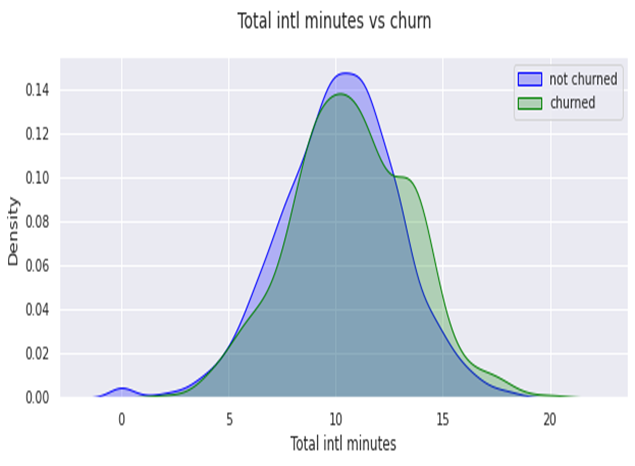 Total intl minutes vs churn
not churned
churned
0.14
0.12
0.10
0.08
0.06
0.04
0.02
0.00
Density
0
5
10
15
20
Total intl minutes